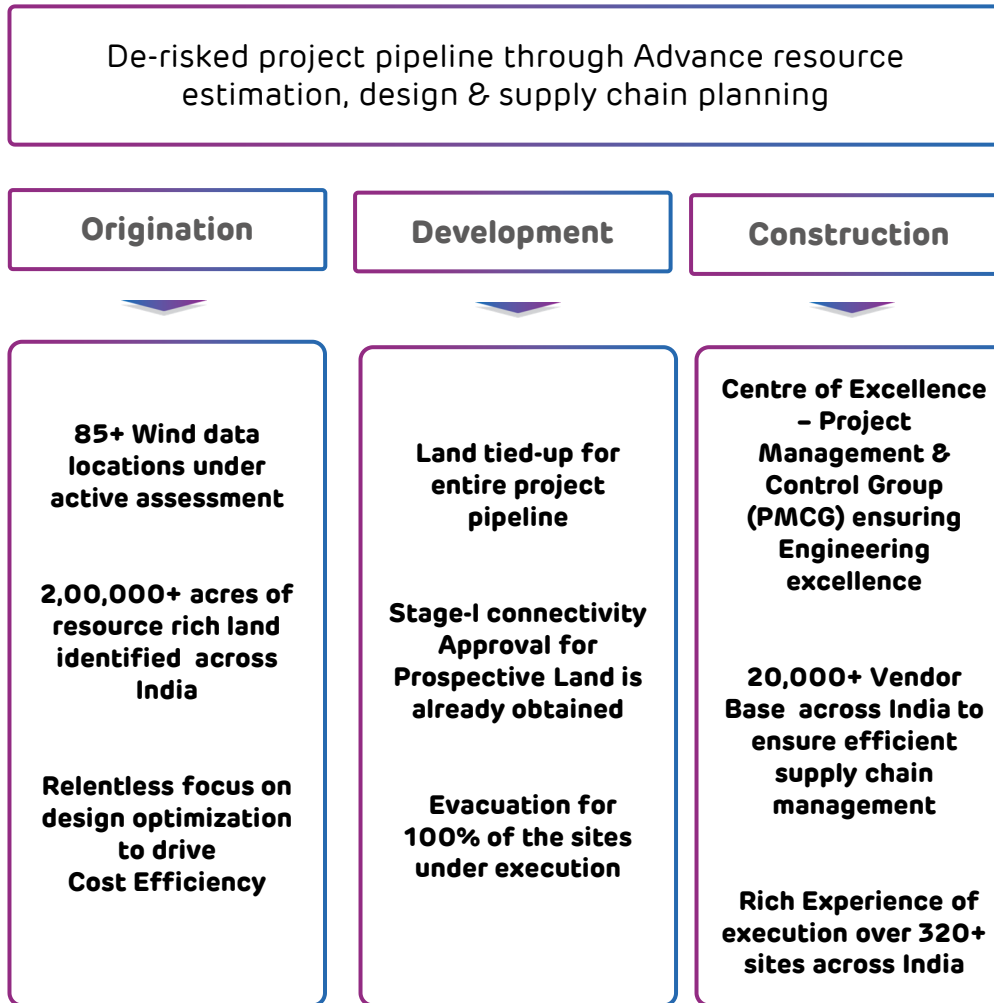 De-risked project pipeline through Advance resource
estimation, design & supply chain planning
Origination
85+ Wind data
locations under
active assessment
2,00,000+ acres of
resource rich land
identified across
India
Relentless focus on
design optimization
to drive
Cost Efficiency
Development
Land tied-up for
entire project
pipeline
Stage-I connectivity
Approval for
Prospective Land is
already obtained
Evacuation for
100% of the sites
under execution
Construction
Centre of Excellence
– Project
Management &
Control Group
(PMCG) ensuring
Engineering
excellence
20,000+ Vendor
Base across India to
ensure efficient
supply chain
management
Rich Experience of
execution over 320+
sites across India